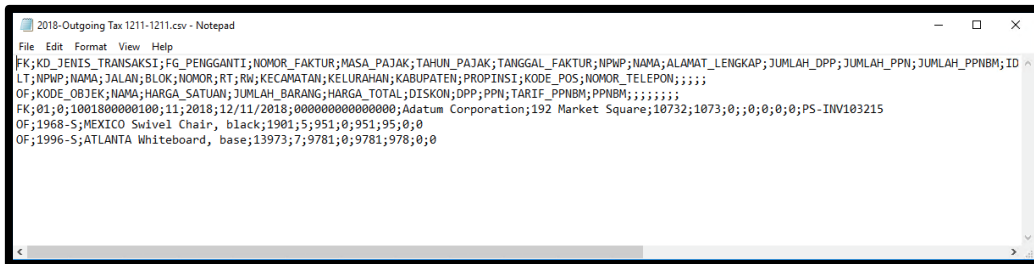 2018-Outgoing Tax 1211-1211.csv - Notepad
File Edit Format View Help
FK;KD_JENIS_TRANSAKSI;FG_PENGGANTI;NOMOR_FAKTUR;MASA_PAJAK;TAHUN_PAJAK;TANGGAL_FAKTUR;NPWP;NAMA;ALAMAT_LENGKAP;JUMLAH_DPP;JUMLAH_PPN;JUMLAH_PPNBM;ID
LT;NPWP;NAMA;JALAN;BLOK;NOMOR;RT;RW;KECAMATAN;KELURAHAN;KABUPATEN;PROPINSI;KODE_POS;NOMOR_TELEPON;;;;;
OF;KODE_OBJEK;NAMA;HARGA_SATUAN;JUMLAH_BARANG;HARGA_TOTAL;DISKON;DPP;PPN;TARIF_PPNBM;PPNBM;;;;;;;;
FK;01;0;1001800000100;11;2018;12/11/2018;000000000000000;Adatum Corporation;192 Market Square;10732;1073;0;;0;0;0;0;PS-INV103215
OF;1968-S;MEXICO Swivel Chair, black;1901;5;951;0;951;95;0;0
OF;1996-S;ATLANTA Whiteboard, base;13973;7;9781;0;9781;978;0;0